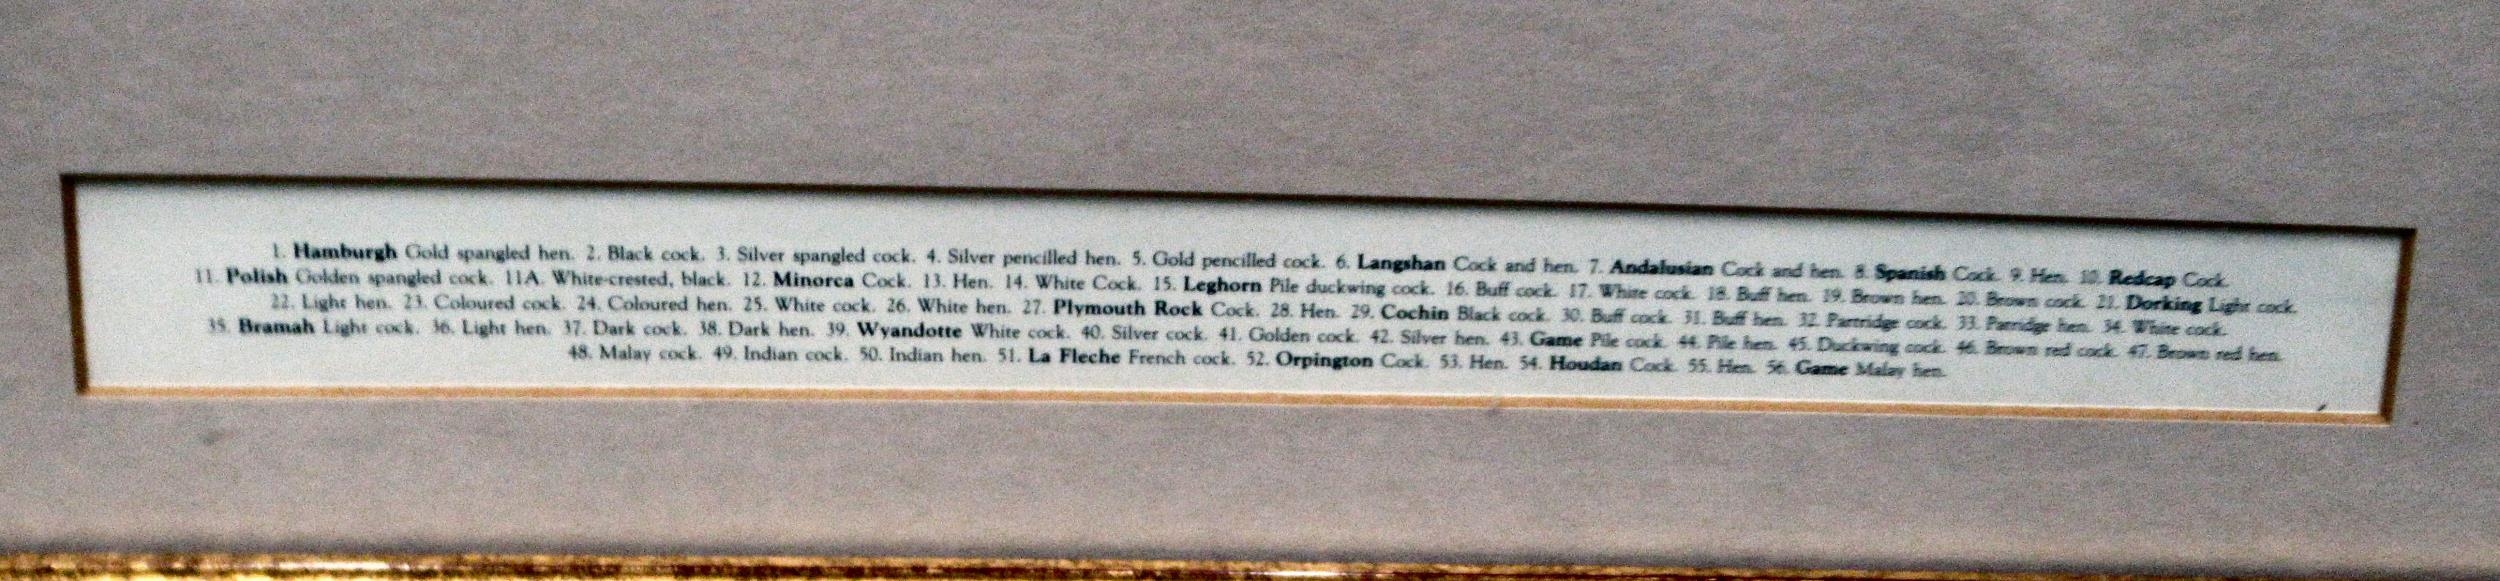 1. Hamburgh Gold spangled hen. 2. Black cock. 3. Silver spangled cock. 4. Silver pencilled hen. 5. Gold pencilled cock. 6. Langshan Cock and hen. 7. Andalusian Cock and hen. 8. Spanish Cock. 9. Hen. 10. Redcap Cock.
11. Polish Golden spangled cock. 11A. White-crested, black. 12. Minorca Cock. 13. Hen. 14. White Cock. 15. Leghorn Pile duckwing cock. 16. Buff cock. 17. White cock. 18. Buff hen. 19. Brown hen. 20. Brown cock. 21. Dorking Light cock.
22. Light hen. 23. Coloured cock. 24. Coloured hen. 25. White cock. 26. White hen. 27. Plymouth Rock Cock. 28. Hen. 29. Cochin Black cock. 30. Buff cock. 31. Buff hen. 32. Partridge cock. 33. Partridge hen. 34. White cock.
35. Bramah Light cock. 36. Light hen. 37. Dark cock. 38. Dark hen. 39. Wyandotte White cock. 40. Silver cock. 41. Golden cock. 42. Silver hen. 43. Game Pile cock. 44. Pile hen. 45. Duckwing cock. 46. Brown red cock. 47. Brown red hen.
48. Malay cock. 49. Indian cock. 50. Indian hen. 51. La Fleche French cock. 52. Orpington Cock. 53. Hen. 54. Houdan Cock. 55. Hen. 56. Game Malay hen.